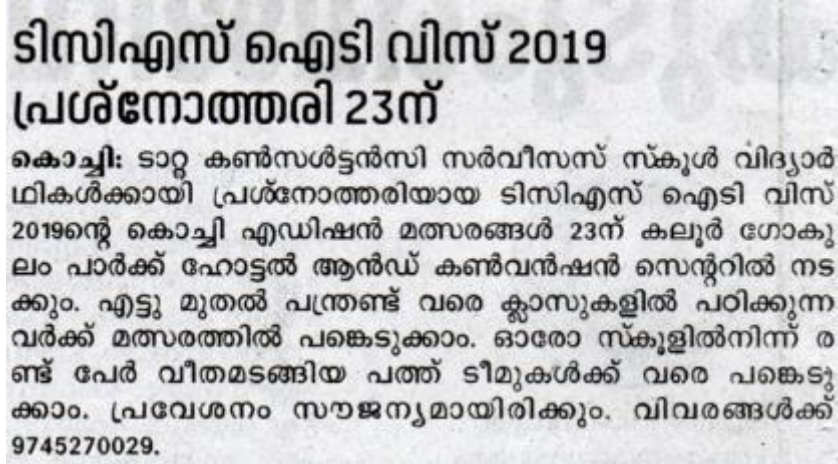 ടിസിഎസ് ഐടി വിസ് 2019
പ്രശ്നോത്തരി 23ന്
കൊച്ചി: ടാറ്റ കൺസൾട്ടൻസി സർവീസസ് സ്കൂൾ വിദ്യാർ
ഥികൾക്കായി പ്രശ്നോത്തരിയായ ടിസിഎസ് ഐടി വിസ്
2019ന്റെ കൊച്ചി എഡിഷൻ മത്സരങ്ങൾ 23ന് കലൂർ ഗോകു
ലം പാർക്ക് ഹോട്ടൽ ആൻഡ് കൺവൻഷൻ സെന്ററിൽ നട
ക്കും. എട്ടു മുതൽ പന്ത്രണ്ട് വരെ ക്ലാസുകളിൽ പഠിക്കുന്ന
വർക്ക് മത്സരത്തിൽ പങ്കെടുക്കാം. ഓരോ സ്കൂളിൽനിന്ന് ര
ണ്ട് പേർ വീതമടങ്ങിയ പത്ത് ടീമുകൾക്ക് വരെ പങ്കെടു
ക്കാം. പ്രവേശനം സൗജന്യമായിരിക്കും. വിവരങ്ങൾക്ക്
9745270029.